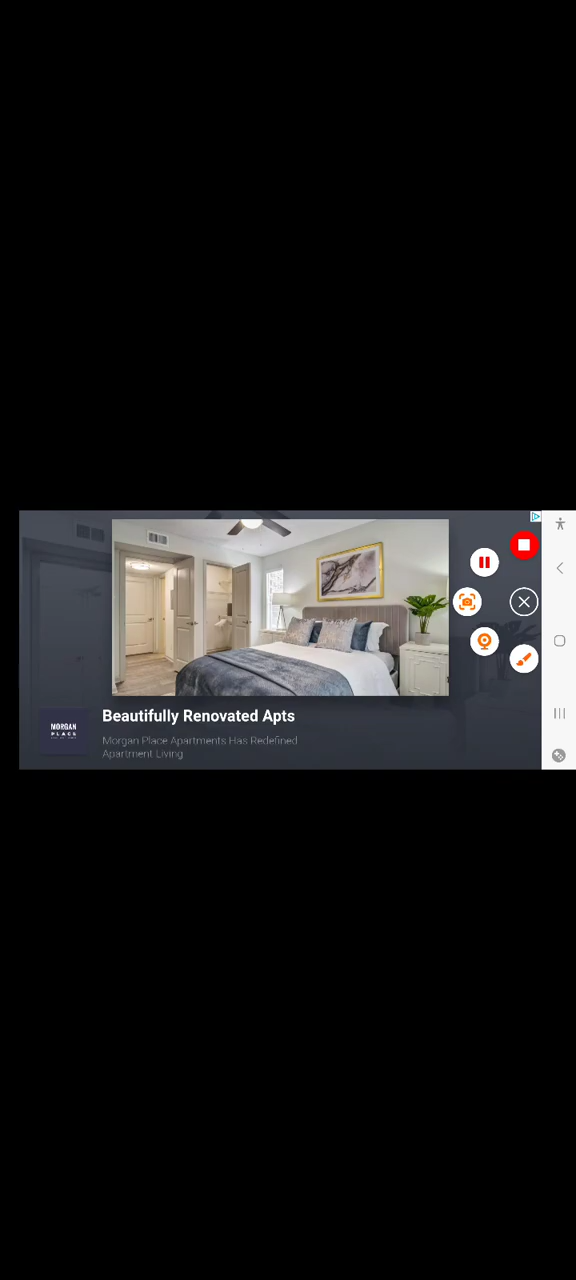 Beautifully Renovated Apts
MORGAN
PLACE
Morgan Place Apartments Has Redefined
Apartment Living